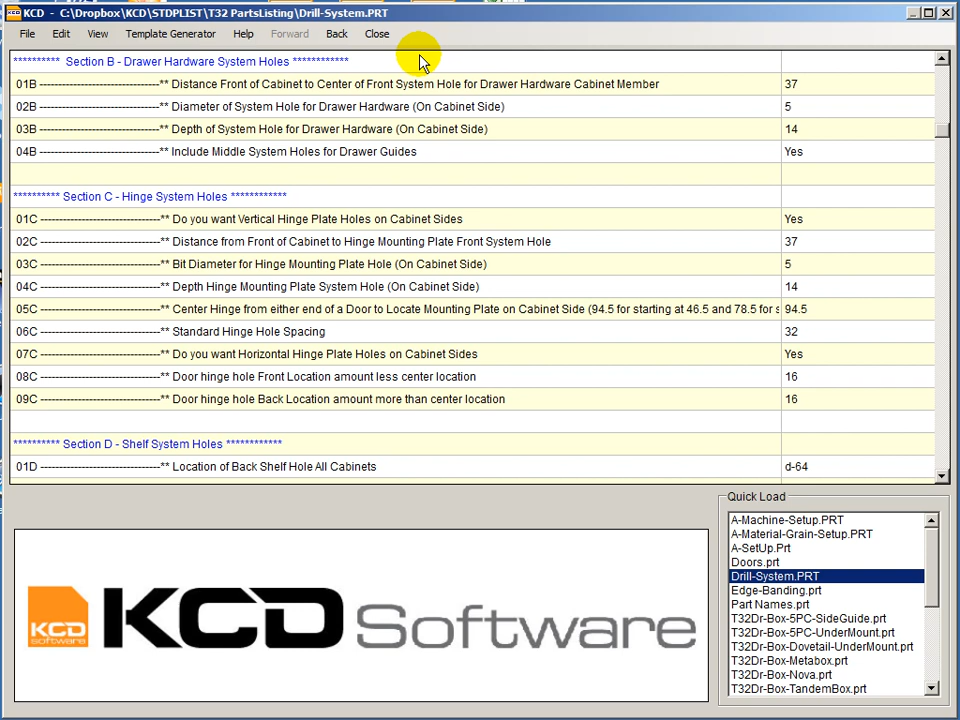 KCD - C:\Dropbox\KCD\STDPLIST\T32 PartsListing\Drill-System.PRT
File Edit View Template Generator Help Forward Back Close
********** Section B - Drawer Hardware System Holes ************
01B --------------------------------** Distance Front of Cabinet to Center of Front System Hole for Drawer Hardware Cabinet Member 37
02B --------------------------------** Diameter of System Hole for Drawer Hardware (On Cabinet Side) 5
03B --------------------------------** Depth of System Hole for Drawer Hardware (On Cabinet Side) 14
04B --------------------------------** Include Middle System Holes for Drawer Guides Yes
********** Section C - Hinge System Holes ************
01C --------------------------------** Do you want Vertical Hinge Plate Holes on Cabinet Sides Yes
02C --------------------------------** Distance from Front of Cabinet to Hinge Mounting Plate Front System Hole 37
03C --------------------------------** Bit Diameter for Hinge Mounting Plate Hole (On Cabinet Side) 5
04C --------------------------------** Depth Hinge Mounting Plate System Hole (On Cabinet Side) 14
05C --------------------------------** Center Hinge from either end of a Door to Locate Mounting Plate on Cabinet Side (94.5 for starting at 46.5 and 78.5 for s 94.5
06C --------------------------------** Standard Hinge Hole Spacing 32
07C --------------------------------** Do you want Horizontal Hinge Plate Holes on Cabinet Sides Yes
08C --------------------------------** Door hinge hole Front Location amount less center location 16
09C --------------------------------** Door hinge hole Back Location amount more than center location 16
********** Section D - Shelf System Holes ************
01D --------------------------------** Location of Back Shelf Hole All Cabinets d-64
Quick Load
A-Machine-Setup.PRT
A-Material-Grain-Setup.PRT
A-SetUp.Prt
Doors.prt
Drill-System.PRT
Edge-Banding.prt
Part Names.prt
T32Dr-Box-5PC-SideGuide.prt
T32Dr-Box-5PC-UnderMount.prt
T32Dr-Box-Dovetail-UnderMount.prt
T32Dr-Box-Metabox.prt
T32Dr-Box-Nova.prt
T32Dr-Box-TandemBox.prt
KCD software KCD Software